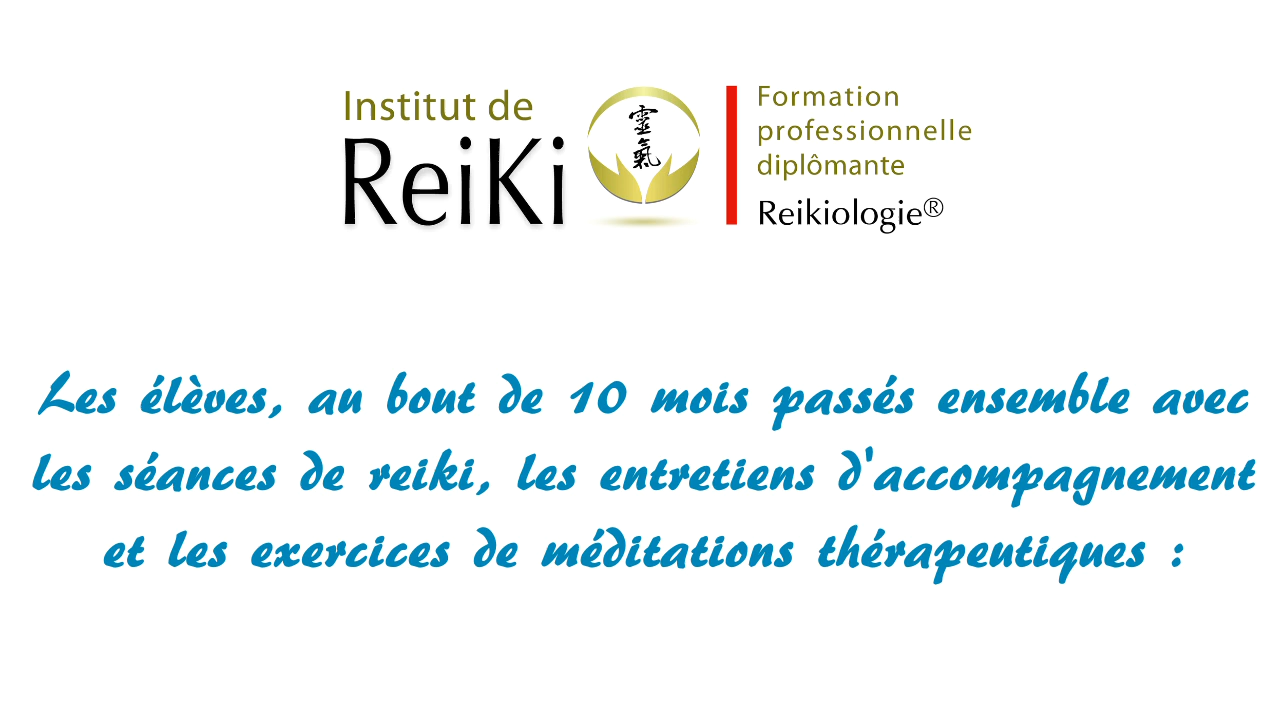 Institut de
ReiKi
靈氣
Formation
professionnelle
diplômante
Reikiologie®
Les élèves, au bout de 10 mois passés ensemble avec
les séances de reiki, les entretiens d'accompagnement
et les exercices de méditations thérapeutiques :